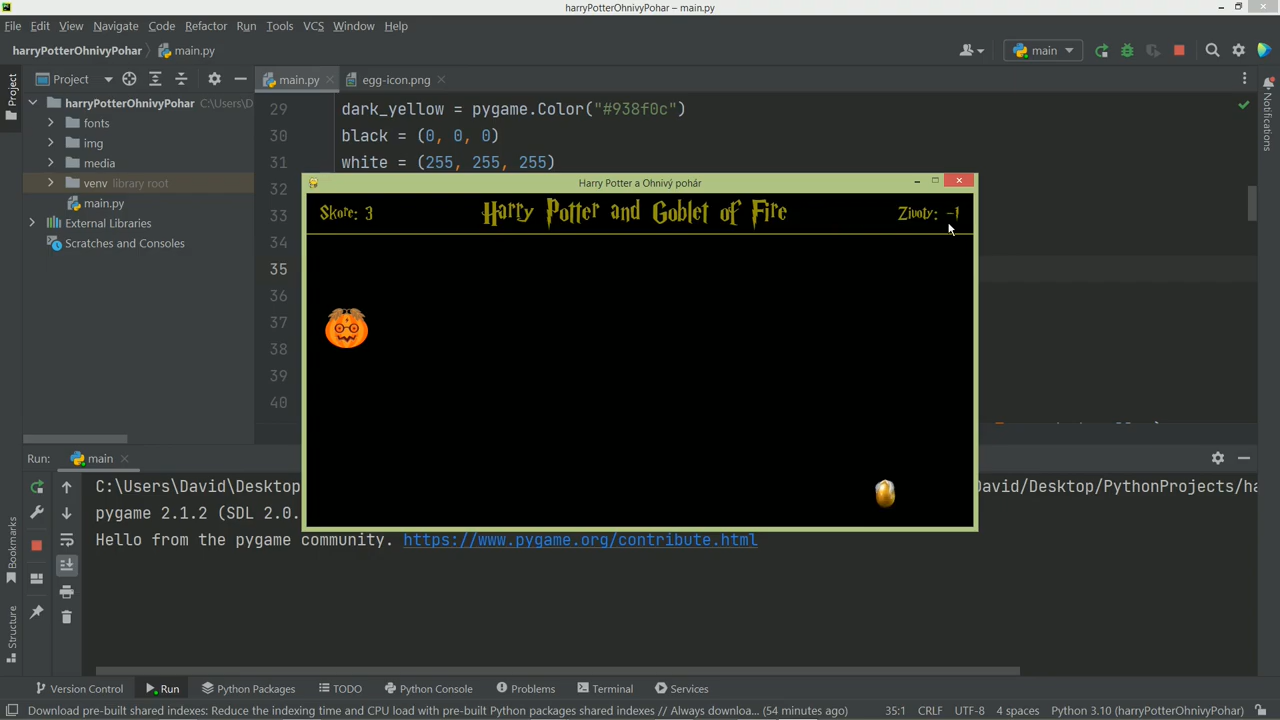 harryPotterOhnivyPohar – main.py
File Edit View Navigate Code Refactor Run Tools VCS Window Help
harryPotterOhnivyPohar main.py main
Project main.py egg-icon.png
harryPotterOhnivyPohar C:\Users\D
fonts
img
media
venv library root
main.py
External Libraries
Scratches and Consoles
29 dark_yellow = pygame.Color("#938f0c")
30 black = (0, 0, 0)
31 white = (255, 255, 255)
32
33
34
35
36
37
38
39
40
Harry Potter a Ohnivý pohár
Skore: 3 Harry Potter and Goblet of Fire Zivoty: -1
Run: main
C:\Users\David\Desktop David/Desktop/PythonProjects/ha
pygame 2.1.2 (SDL 2.0.
Hello from the pygame community. https://www.pygame.org/contribute.html
Project
Bookmarks
Structure
Notifications
Version Control Run Python Packages TODO Python Console Problems Terminal Services
Download pre-built shared indexes: Reduce the indexing time and CPU load with pre-built Python packages shared indexes // Always downloa... (54 minutes ago) 35:1 CRLF UTF-8 4 spaces Python 3.10 (harryPotterOhnivyPohar)